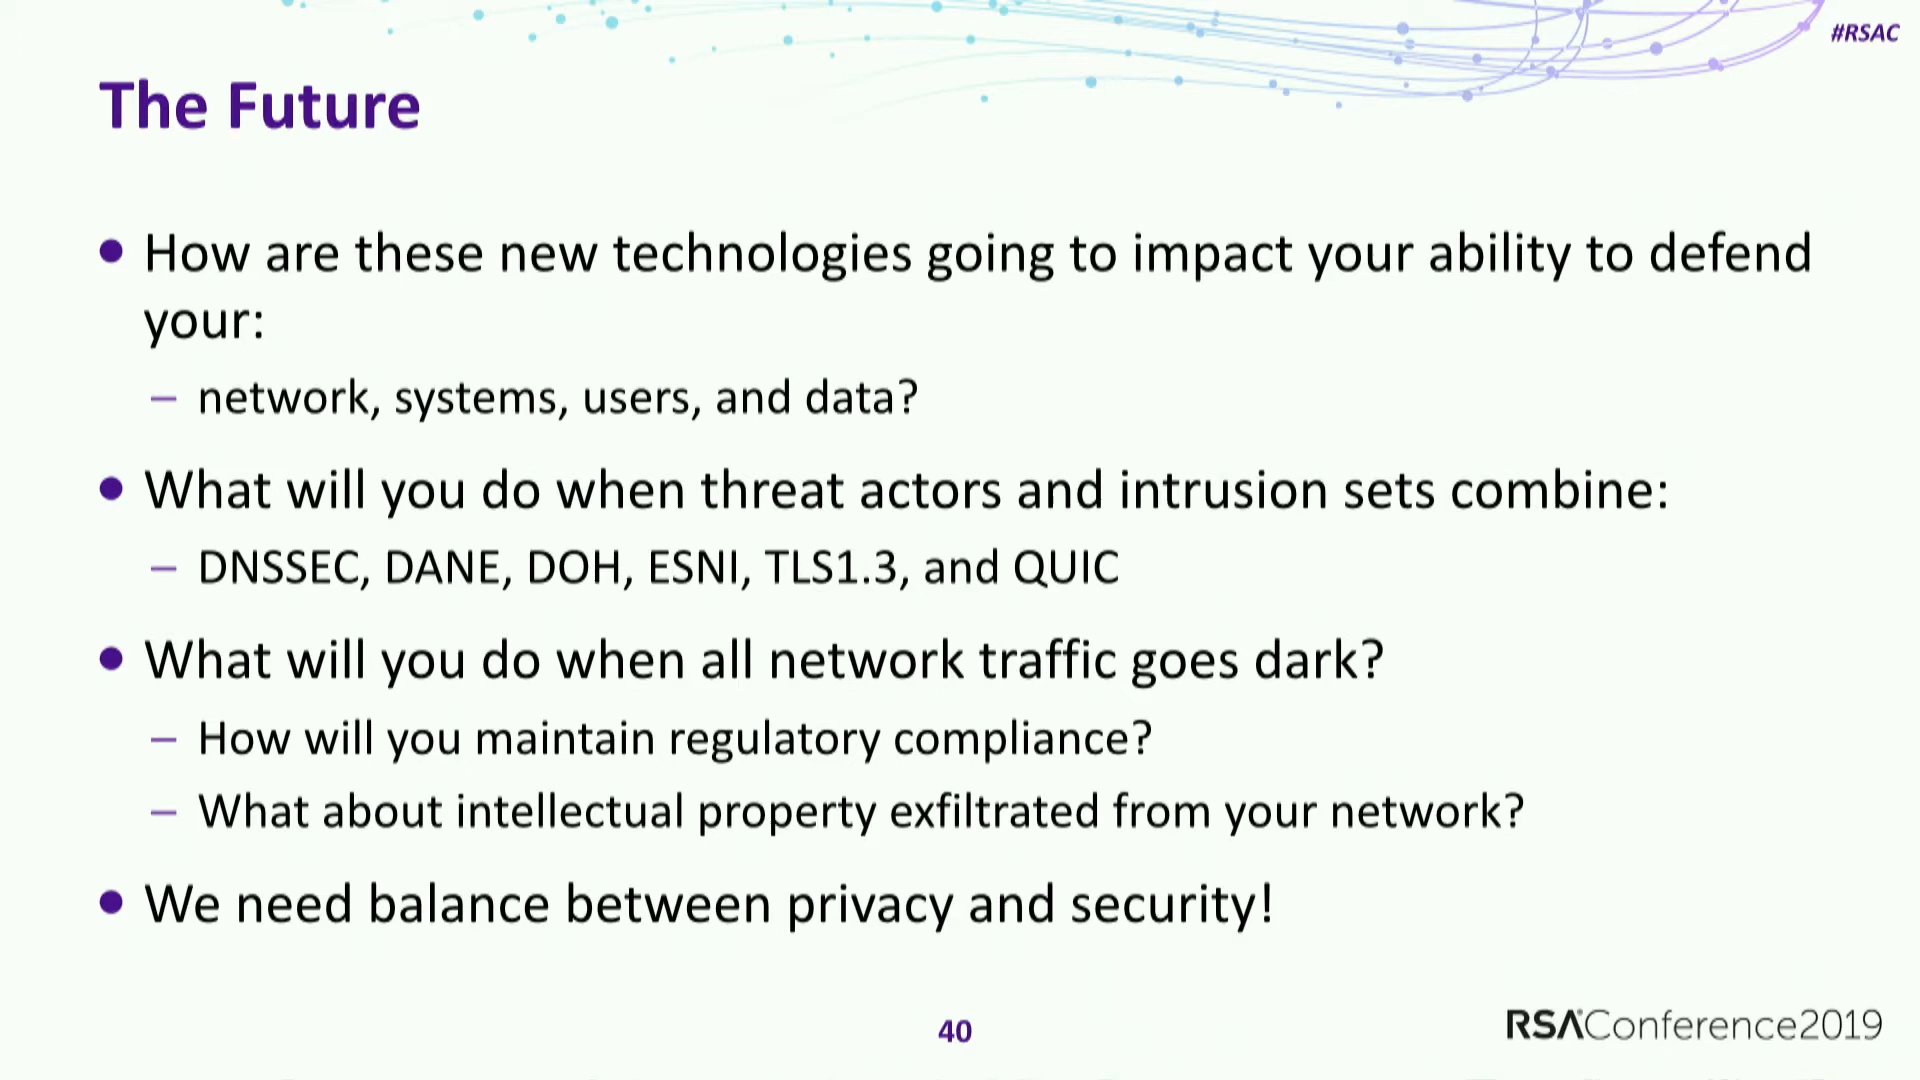 #RSAC
The Future
• How are these new technologies going to impact your ability to defend
your:
– network, systems, users, and data?
• What will you do when threat actors and intrusion sets combine:
– DNSSEC, DANE, DOH, ESNI, TLS1.3, and QUIC
• What will you do when all network traffic goes dark?
– How will you maintain regulatory compliance?
– What about intellectual property exfiltrated from your network?
• We need balance between privacy and security!
40
RSAConference2019